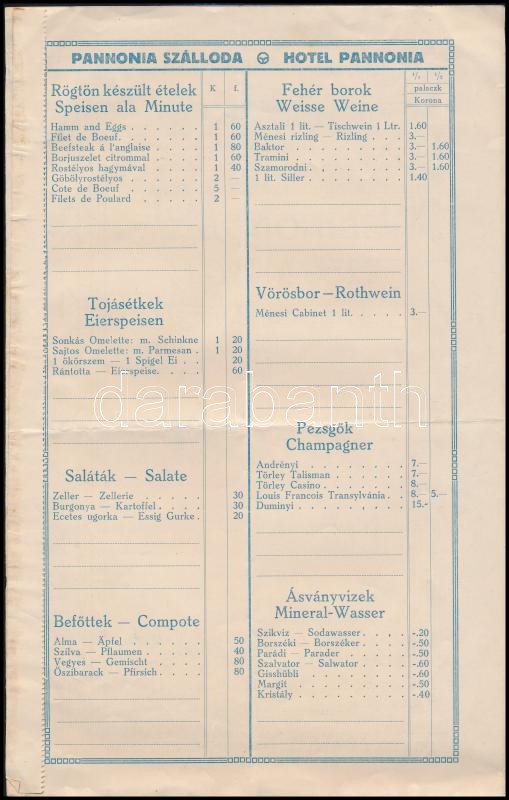 PANNONIA SZÁLLODA HOTEL PANNONIA
Rögtön készült ételek K f.
Speisen ala Minute
Hamm and Eggs . . . . . . 1 60
Filet de Boeuf . . . . . . 1 60
Beefsteak á l'anglaise . . . . 1 80
Borjuszelet citrommal . . . . 1 60
Rostélyos hagymával . . . . 1 40
Göbölyrostélyos . . . . . 2 —
Cote de Boeuf . . . . . . 5 —
Filets de Poulard . . . . . 2 —
Tojásétkek
Eierspeisen
Sonkás Omelette: m. Schinkne 1 20
Sajtos Omelette: m. Parmesan . 1 20
1 ökörszem — 1 Spigel Ei . . 20
Rántotta — Eierspeise . . . . 60
Saláták — Salate
Zeller — Zellerie . . . . . 30
Burgonya — Kartoffel . . . . 30
Ecetes ugorka — Essig Gurke . 20
Befőttek — Compote
Alma — Äpfel . . . . . . 50
Szilva — Pflaumen . . . . . 40
Vegyes — Gemischt . . . . 80
Őszibarack — Pfirsich . . . . 80
Fehér borok
Weisse Weine
palaczk
Korona
Asztali 1 lit. — Tischwein 1 Ltr. 1.60
Ménesi rizling — Rizling . . . 3.—
Baktor . . . . . . . . 3.— 1.60
Tramini . . . . . . . . 3.— 1.60
Szamorodni . . . . . . . 3.— 1.60
1 lit. Siller . . . . . . . 1.40
Vörösbor — Rothwein
Ménesi Cabinet 1 lit. . . . . 3.—
Pezsgők
Champagner
Andrényi . . . . . . . 7.—
Törley Talisman . . . . . . 7.—
Törley Casino . . . . . . 8.—
Louis Francois Transylvánia . . 8.— 5.—
Duminyi . . . . . . . . 15.-
Ásványvizek
Mineral-Wasser
Szikviz — Sodawasser . . . . -.20
Borszéki — Borszéker . . . . -.50
Parádi — Parader . . . . . -.50
Szalvator — Salwator . . . . -.60
Gisshübli . . . . . . . -.60
Margit . . . . . . . . -.50
Kristály . . . . . . . . -.40
darabanth